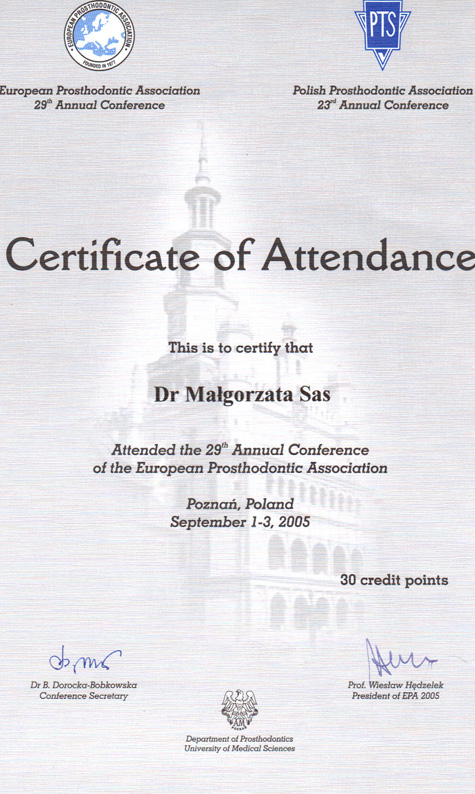 EUROPEAN PROSTHODONTIC ASSOCIATION
FOUNDED IN 1977
PTS
European Prosthodontic Association
29th Annual Conference
Polish Prosthodontic Association
23rd Annual Conference
Certificate of Attendance
This is to certify that
Dr Małgorzata Sas
Attended the 29th Annual Conference
of the European Prosthodontic Association
Poznań, Poland
September 1-3, 2005
30 credit points
Dr B. Dorocka-Bobkowska
Conference Secretary
Prof. Wiesław Hędzelek
President of EPA 2005
AM
Department of Prosthodontics
University of Medical Sciences